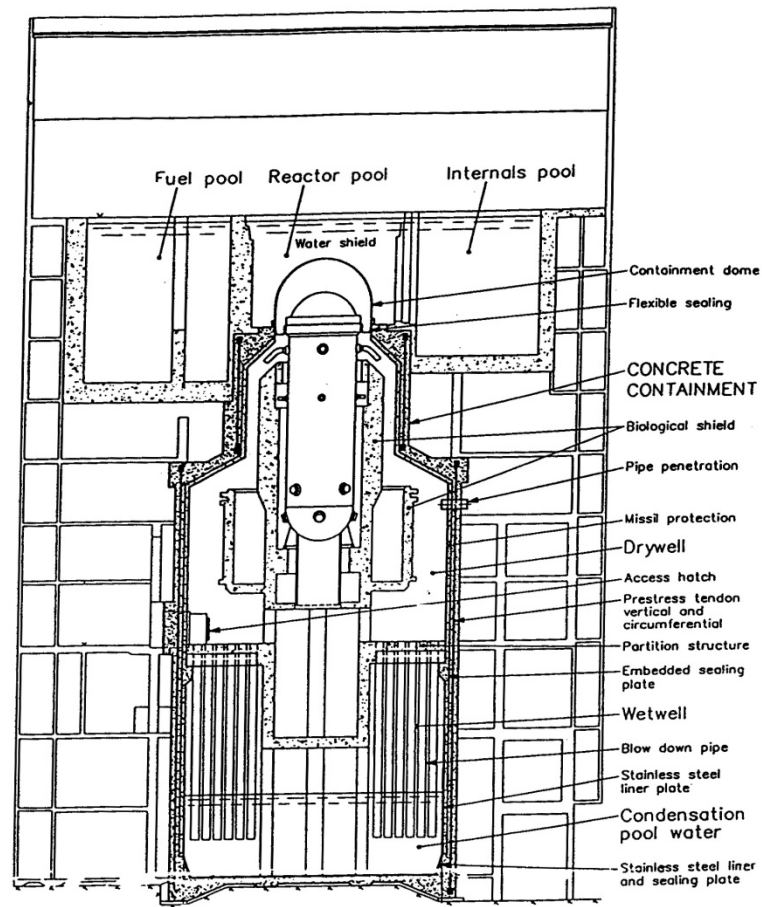 Fuel pool
Reactor pool
Internals pool
Water shield
Containment dome
Flexible sealing
CONCRETE
CONTAINMENT
Biological shield
Pipe penetration
Missil protection
Drywell
Access hatch
Prestress tendon
vertical and
circumferential
Partition structure
Embedded sealing
plate
Wetwell
Blow down pipe
Stainless steel
liner plate
Condensation
pool water
Stainless steel liner
and sealing plate